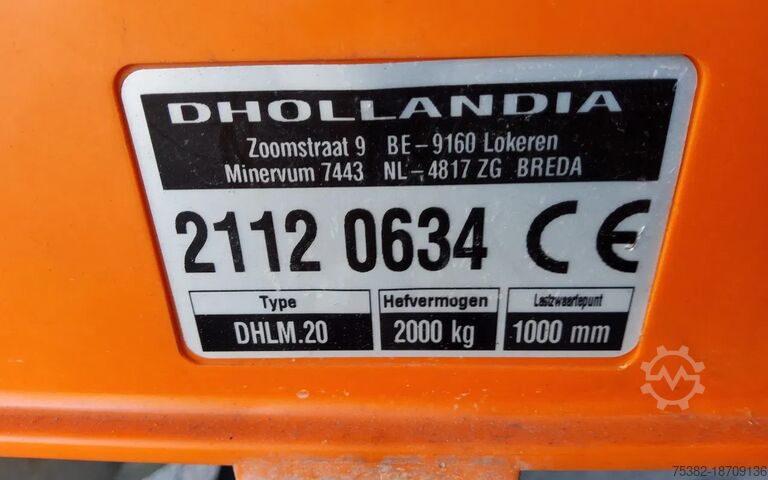 DHOLLANDIA
Zoomstraat 9 BE-9160 Lokeren
Minervum 7443 NL-4817 ZG BREDA
2112 0634 CE
Type Hefvermogen Lastzwaartepunt
DHLM.20 2000 kg 1000 mm
75382-18709136